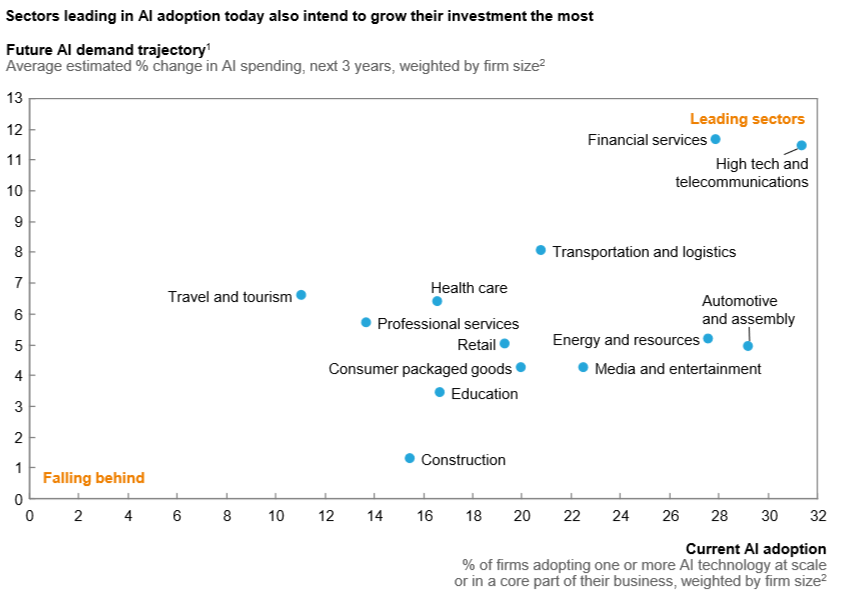 Sectors leading in AI adoption today also intend to grow their investment the most
Future AI demand trajectory¹
Average estimated % change in AI spending, next 3 years, weighted by firm size²
13
12
11
10
9
8
7
6
5
4
3
2
1
0
Leading sectors
Financial services
High tech and
telecommunications
Transportation and logistics
Health care
Travel and tourism
Automotive
and assembly
Professional services
Energy and resources
Retail
Consumer packaged goods
Media and entertainment
Education
Construction
Falling behind
0 2 4 6 8 10 12 14 16 18 20 22 24 26 28 30 32
Current AI adoption
% of firms adopting one or more AI technology at scale
or in a core part of their business, weighted by firm size²